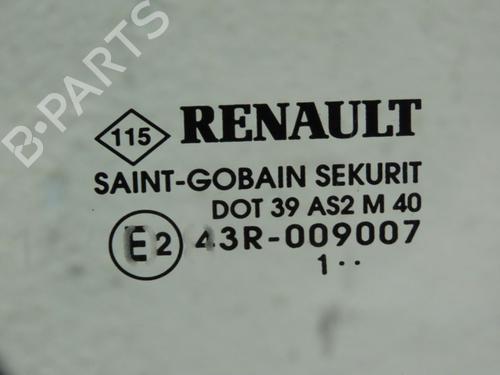 B-PARTS
115 RENAULT
SAINT-GOBAIN SEKURIT
DOT 39 AS2 M 40
E2 43R-009007
1··